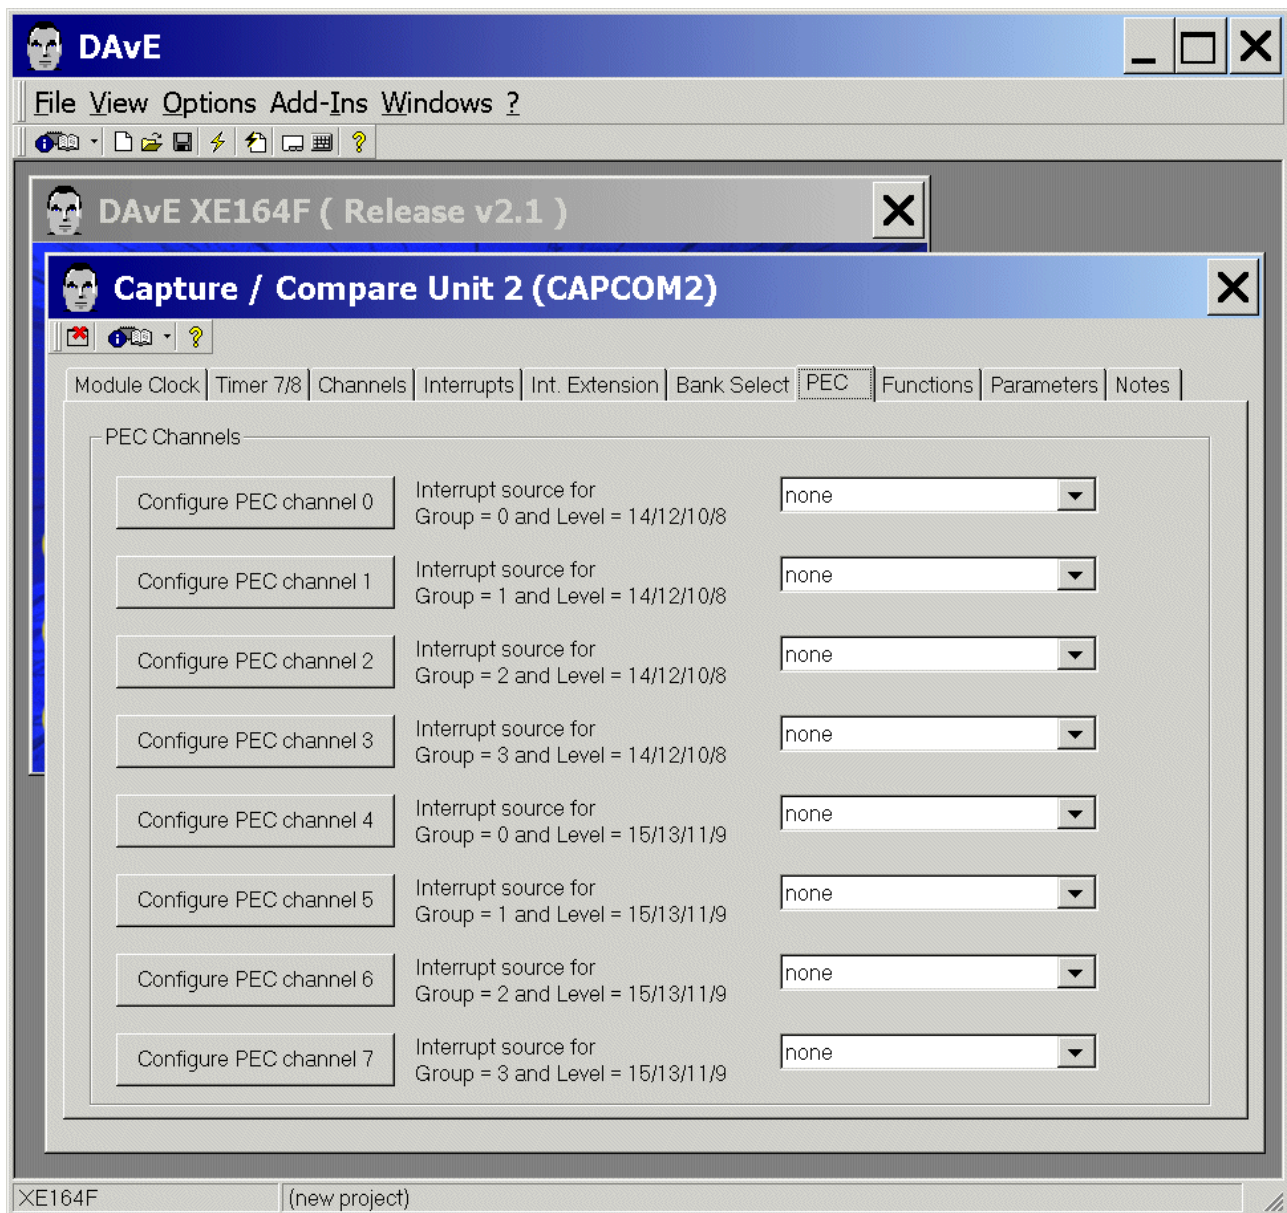 DAvE
File View Options Add-Ins Windows ?
DAvE XE164F ( Release v2.1 )
Capture / Compare Unit 2 (CAPCOM2)
Module Clock Timer 7/8 Channels Interrupts Int. Extension Bank Select PEC Functions Parameters Notes
PEC Channels
Configure PEC channel 0
Interrupt source for
Group = 0 and Level = 14/12/10/8
none
Configure PEC channel 1
Interrupt source for
Group = 1 and Level = 14/12/10/8
none
Configure PEC channel 2
Interrupt source for
Group = 2 and Level = 14/12/10/8
none
Configure PEC channel 3
Interrupt source for
Group = 3 and Level = 14/12/10/8
none
Configure PEC channel 4
Interrupt source for
Group = 0 and Level = 15/13/11/9
none
Configure PEC channel 5
Interrupt source for
Group = 1 and Level = 15/13/11/9
none
Configure PEC channel 6
Interrupt source for
Group = 2 and Level = 15/13/11/9
none
Configure PEC channel 7
Interrupt source for
Group = 3 and Level = 15/13/11/9
none
XE164F
(new project)